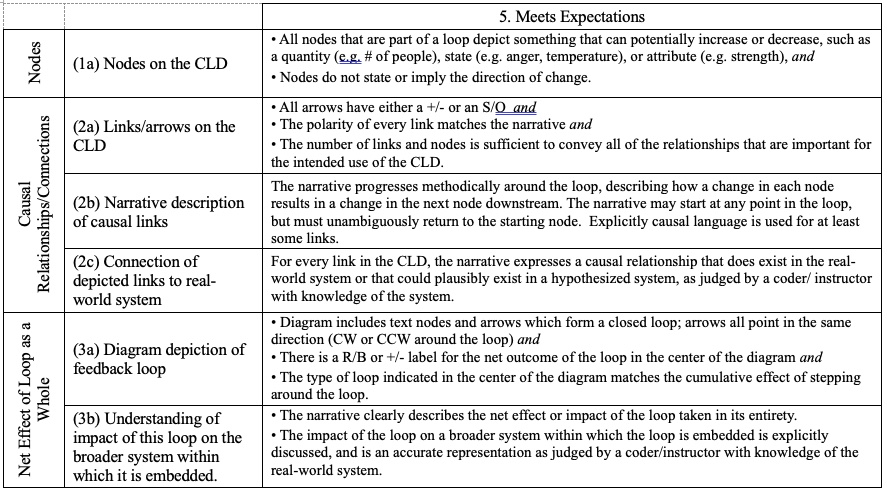 5. Meets Expectations
Nodes
(1a) Nodes on the CLD
• All nodes that are part of a loop depict something that can potentially increase or decrease, such as
a quantity (e.g. # of people), state (e.g. anger, temperature), or attribute (e.g. strength), and
• Nodes do not state or imply the direction of change.
Causal
Relationships/Connections
(2a) Links/arrows on the
CLD
• All arrows have either a +/- or an S/O and
• The polarity of every link matches the narrative and
• The number of links and nodes is sufficient to convey all of the relationships that are important for
the intended use of the CLD.
(2b) Narrative description
of causal links
The narrative progresses methodically around the loop, describing how a change in each node
results in a change in the next node downstream. The narrative may start at any point in the loop,
but must unambiguously return to the starting node. Explicitly causal language is used for at least
some links.
(2c) Connection of
depicted links to real-
world system
For every link in the CLD, the narrative expresses a causal relationship that does exist in the real-
world system or that could plausibly exist in a hypothesized system, as judged by a coder/ instructor
with knowledge of the system.
Net Effect of Loop as a
Whole
(3a) Diagram depiction of
feedback loop
• Diagram includes text nodes and arrows which form a closed loop; arrows all point in the same
direction (CW or CCW around the loop) and
• There is a R/B or +/- label for the net outcome of the loop in the center of the diagram and
• The type of loop indicated in the center of the diagram matches the cumulative effect of stepping
around the loop.
(3b) Understanding of
impact of this loop on the
broader system within
which it is embedded.
• The narrative clearly describes the net effect or impact of the loop taken in its entirety.
• The impact of the loop on a broader system within which the loop is embedded is explicitly
discussed, and is an accurate representation as judged by a coder/instructor with knowledge of the
real-world system.